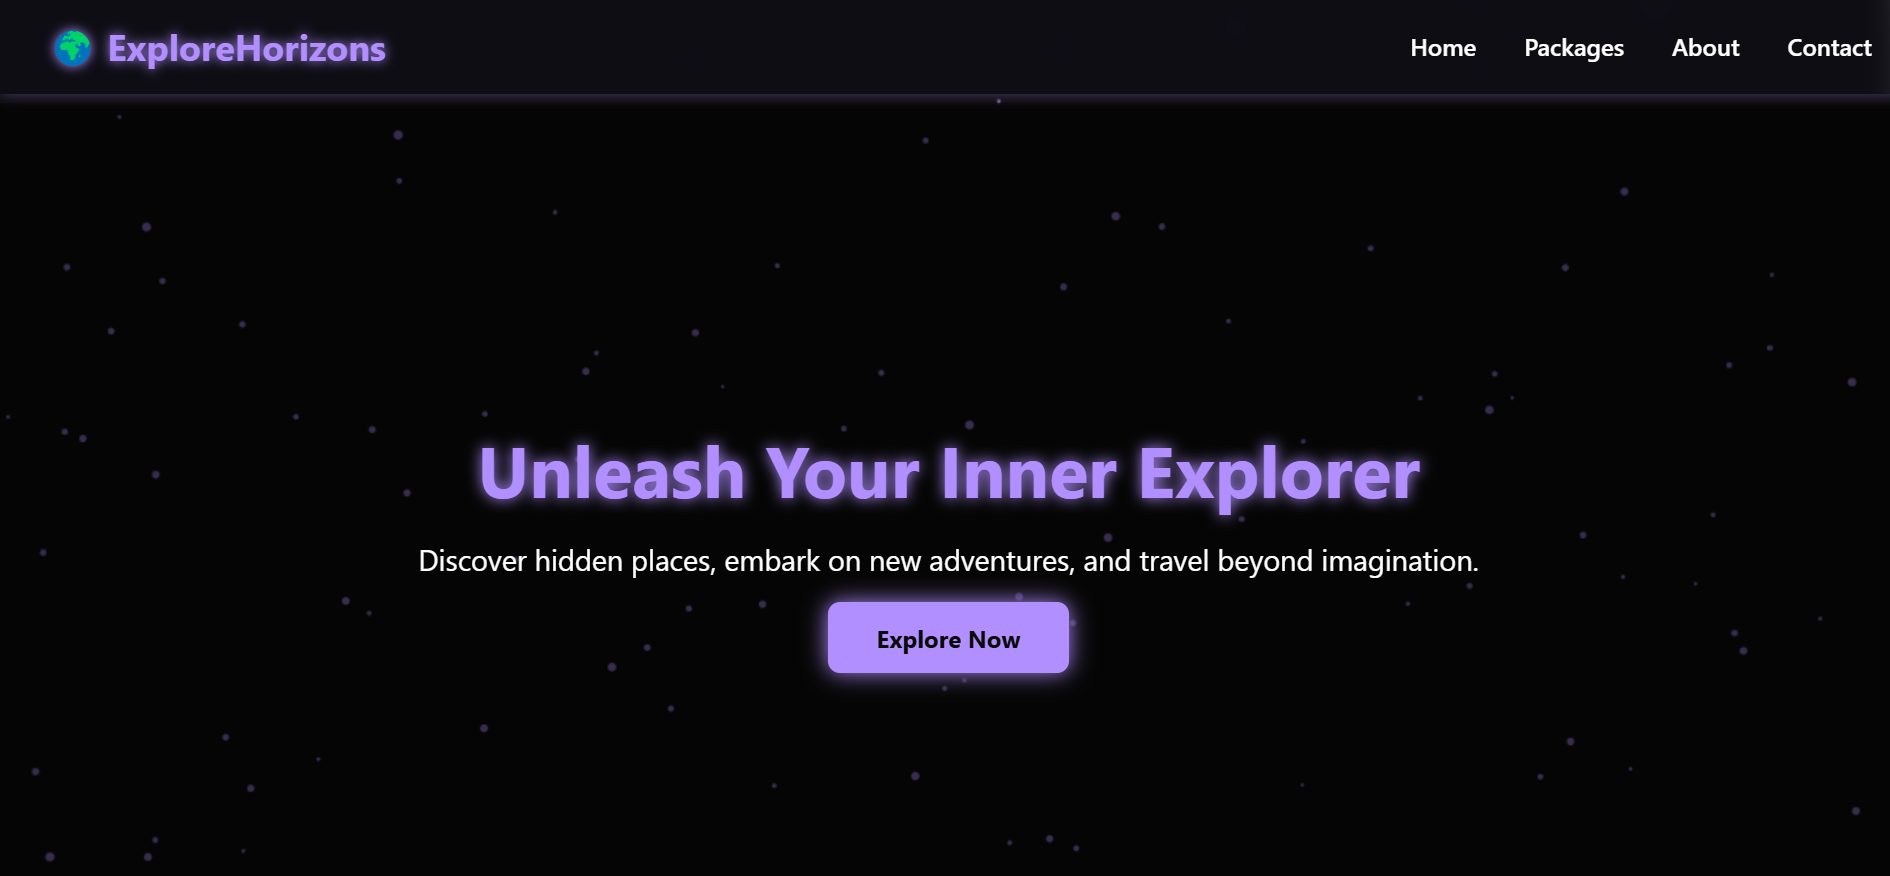 ExploreHorizons
Home Packages About Contact
Unleash Your Inner Explorer
Discover hidden places, embark on new adventures, and travel beyond imagination.
Explore Now